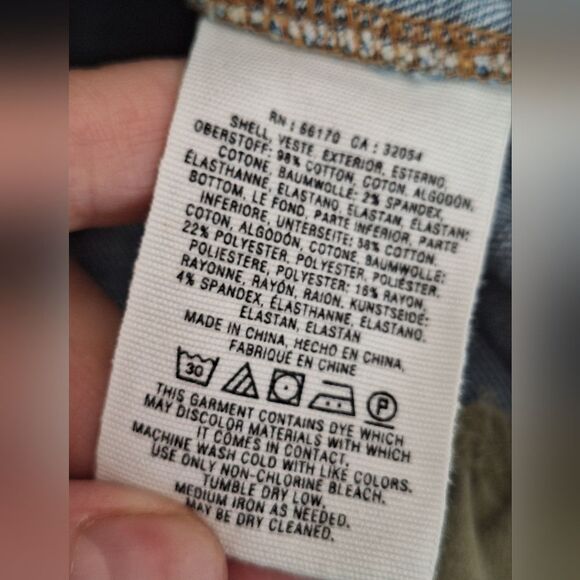 RN : 66170 CA : 32054
SHELL, VESTE, EXTERIOR, ESTERNO,
OBERSTOFF: 98% COTTON, COTON, ALGODÓN,
COTONE, BAUMWOLLE; 2% SPANDEX,
ÉLASTHANNE, ELASTANO, ELASTAN, ELASTAN;
BOTTOM, LE FOND, PARTE INFERIOR, PARTE
INFERIORE, UNTERSEITE: 58% COTTON,
COTON, ALGODÓN, COTONE, BAUMWOLLE;
22% POLYESTER, POLYESTER, POLIÉSTER,
POLIESTERE, POLYESTER; 16% RAYON,
RAYONNE, RAYÓN, RAION, KUNSTSEIDE;
4% SPANDEX, ÉLASTHANNE, ELASTANO,
ELASTAN, ELASTAN
MADE IN CHINA, HECHO EN CHINA,
FABRIQUÉ EN CHINE
30 P
THIS GARMENT CONTAINS DYE WHICH
MAY DISCOLOR MATERIALS WITH WHICH
IT COMES IN CONTACT.
MACHINE WASH COLD WITH LIKE COLORS.
USE ONLY NON-CHLORINE BLEACH.
TUMBLE DRY LOW.
MEDIUM IRON AS NEEDED.
MAY BE DRY CLEANED.